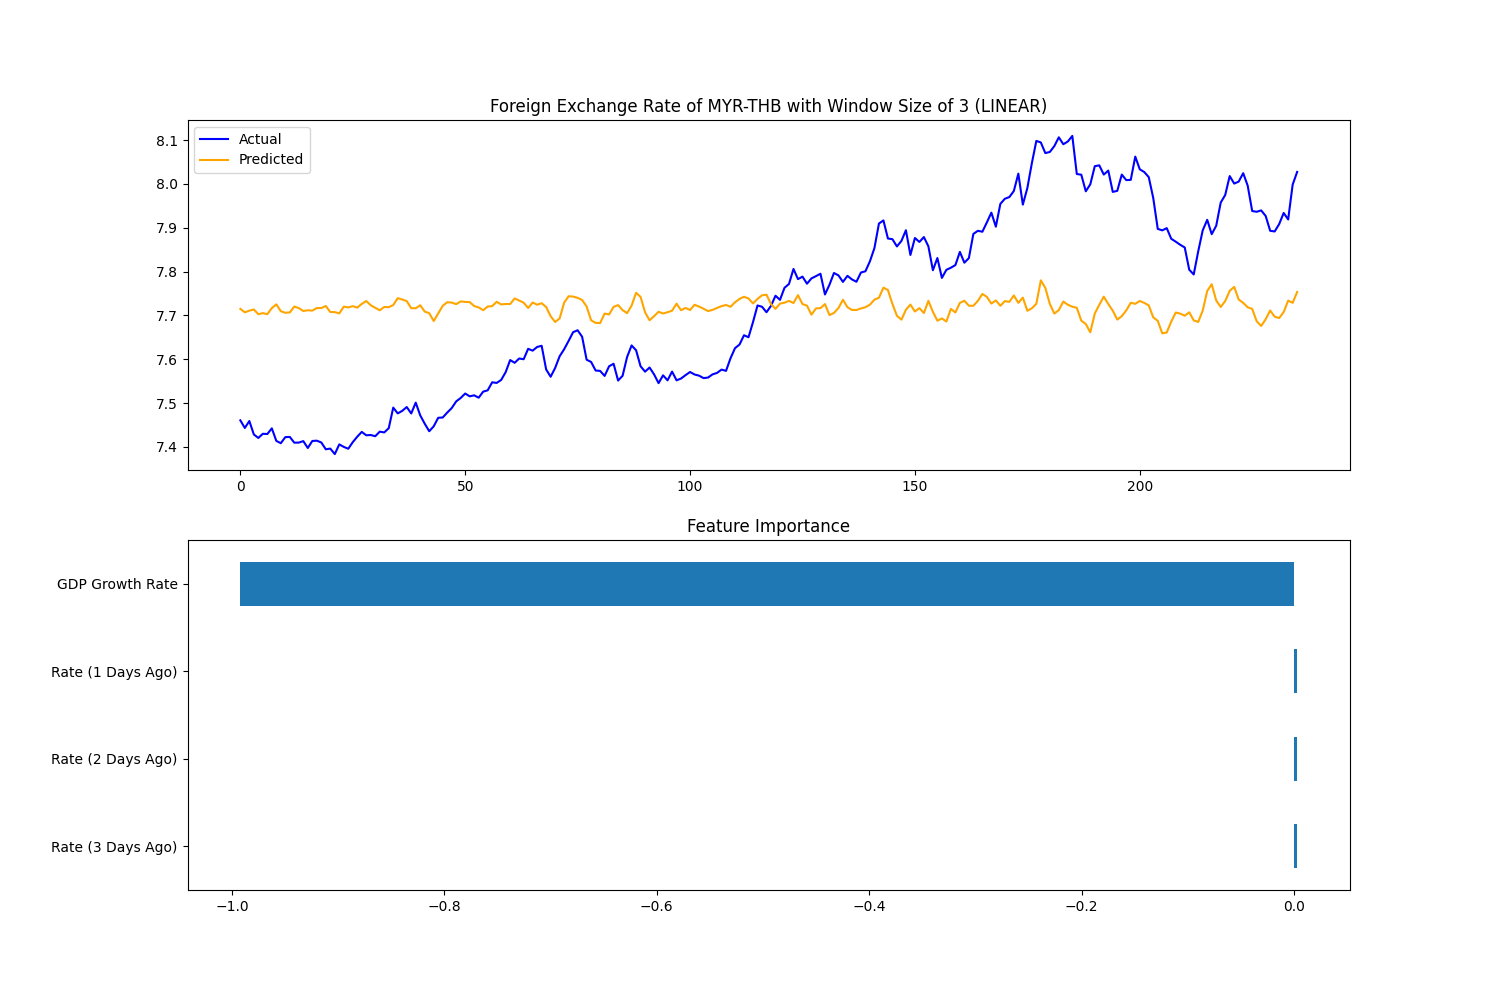 Foreign Exchange Rate of MYR-THB with Window Size of 3 (LINEAR)
Actual
Predicted
8.1
8.0
7.9
7.8
7.7
7.6
7.5
7.4
0 50 100 150 200
Feature Importance
GDP Growth Rate
Rate (1 Days Ago)
Rate (2 Days Ago)
Rate (3 Days Ago)
−1.0 −0.8 −0.6 −0.4 −0.2 0.0